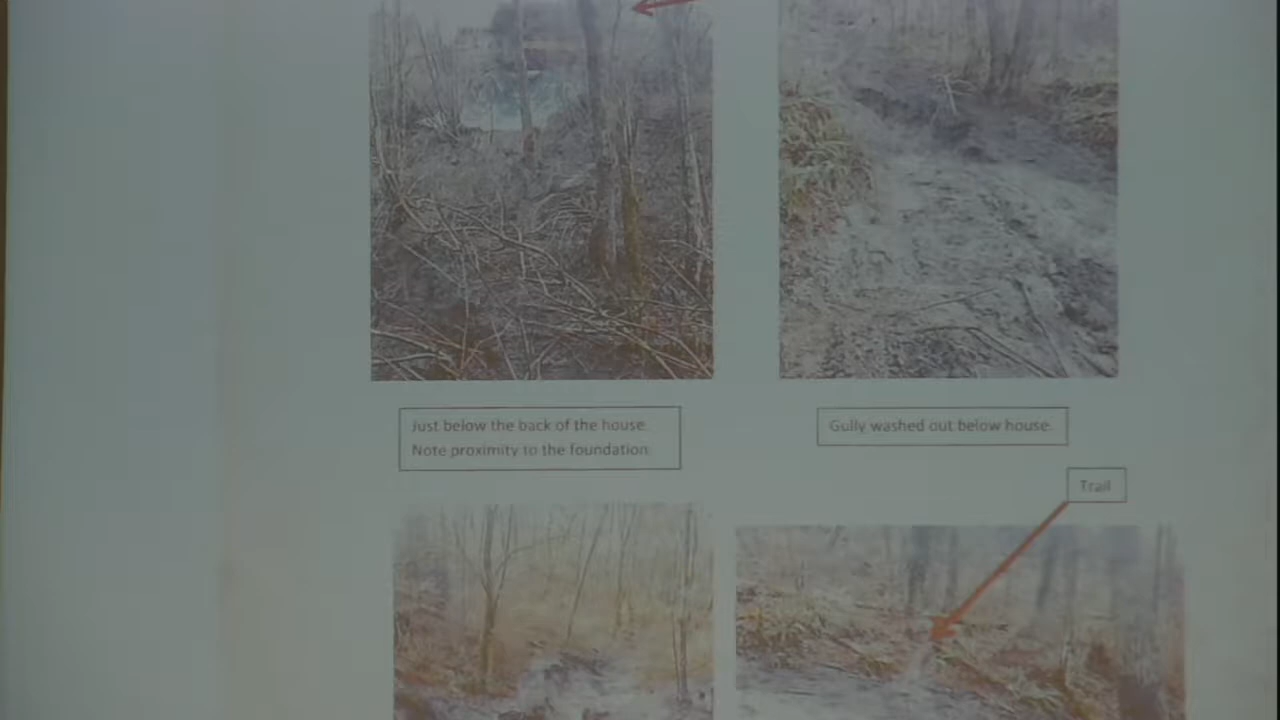 Just below the back of the house.
Note proximity to the foundation.
Gully washed out below house.
Trail